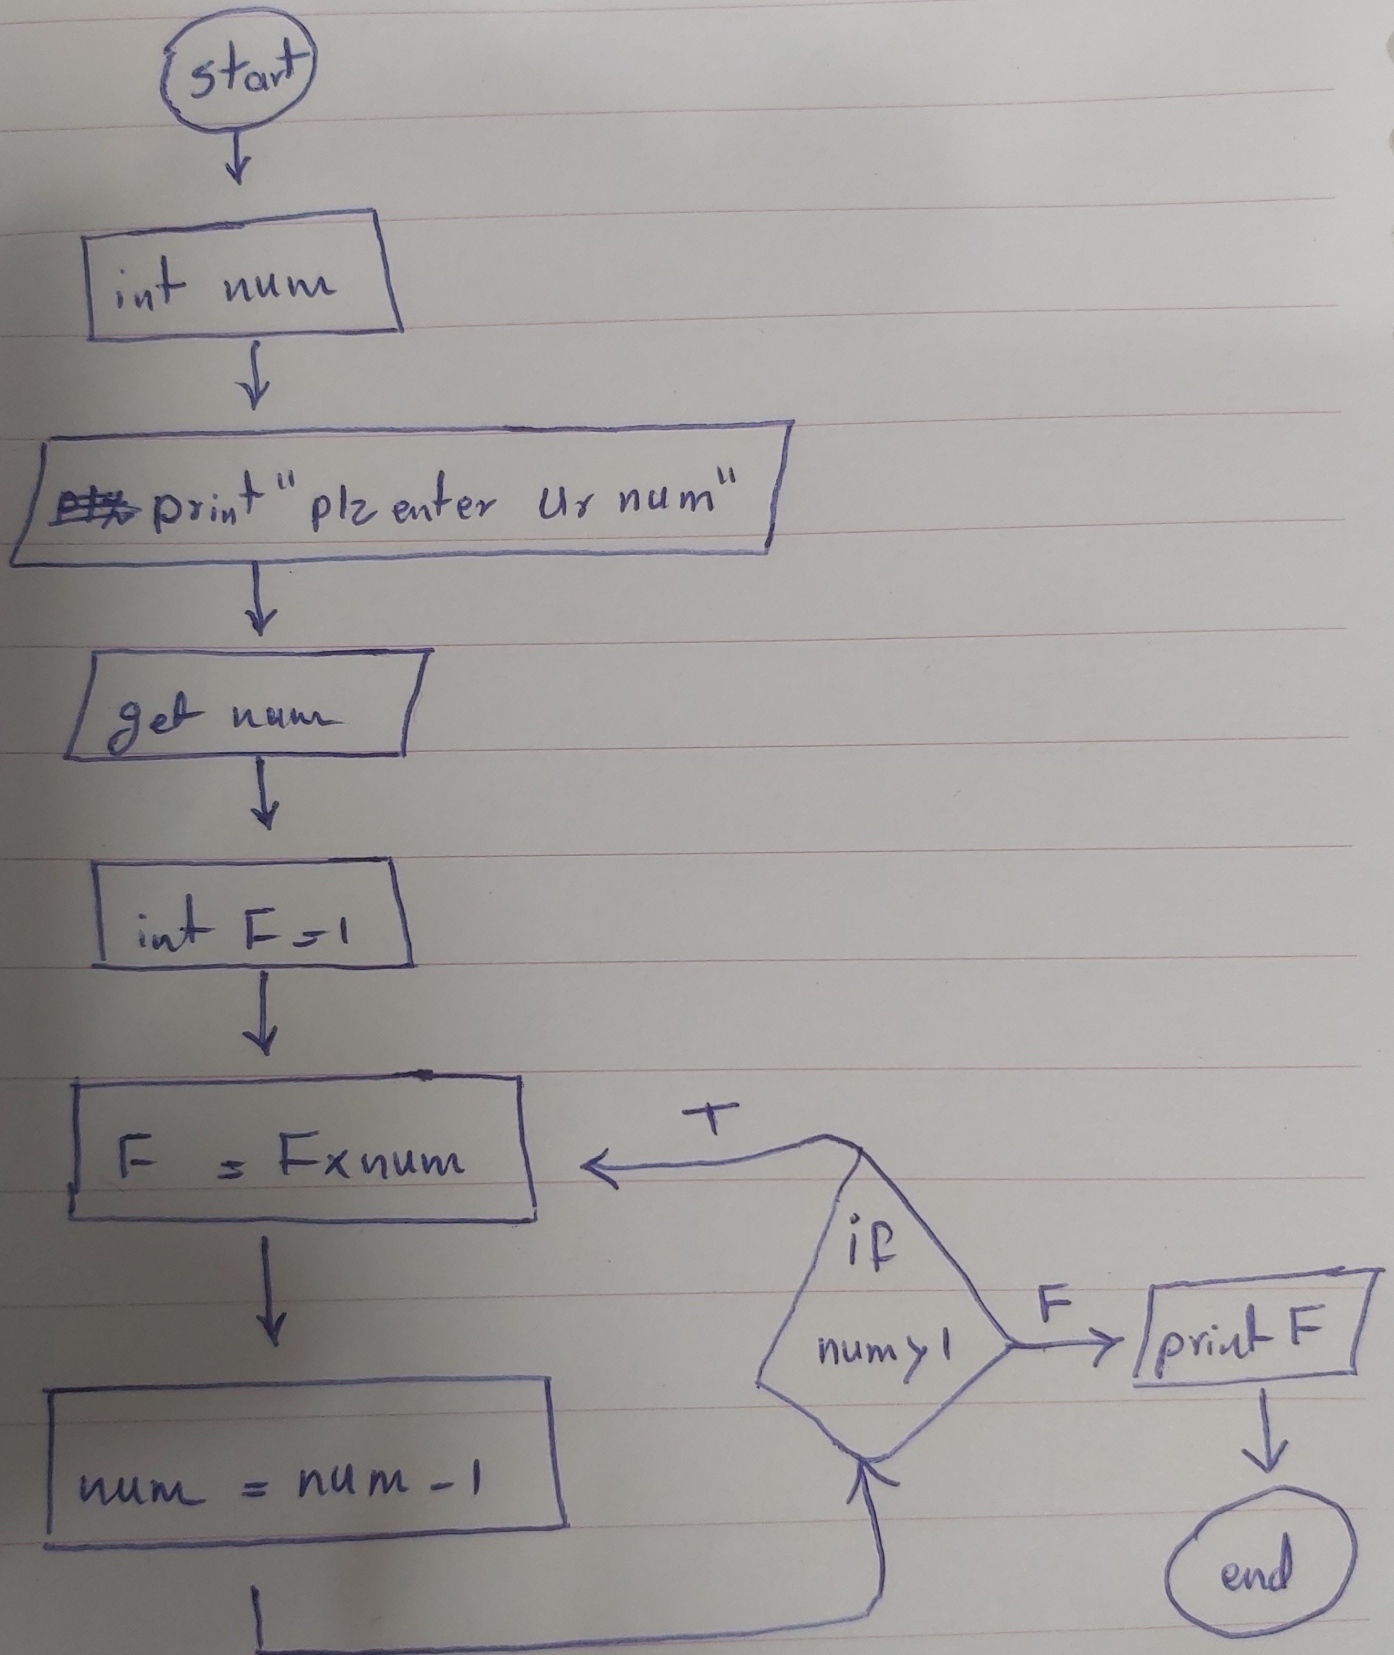 start
int num
print "plz enter Ur num"
get num
int F = 1
F = F x num
num = num - 1
T
if
num > 1
F
print F
end